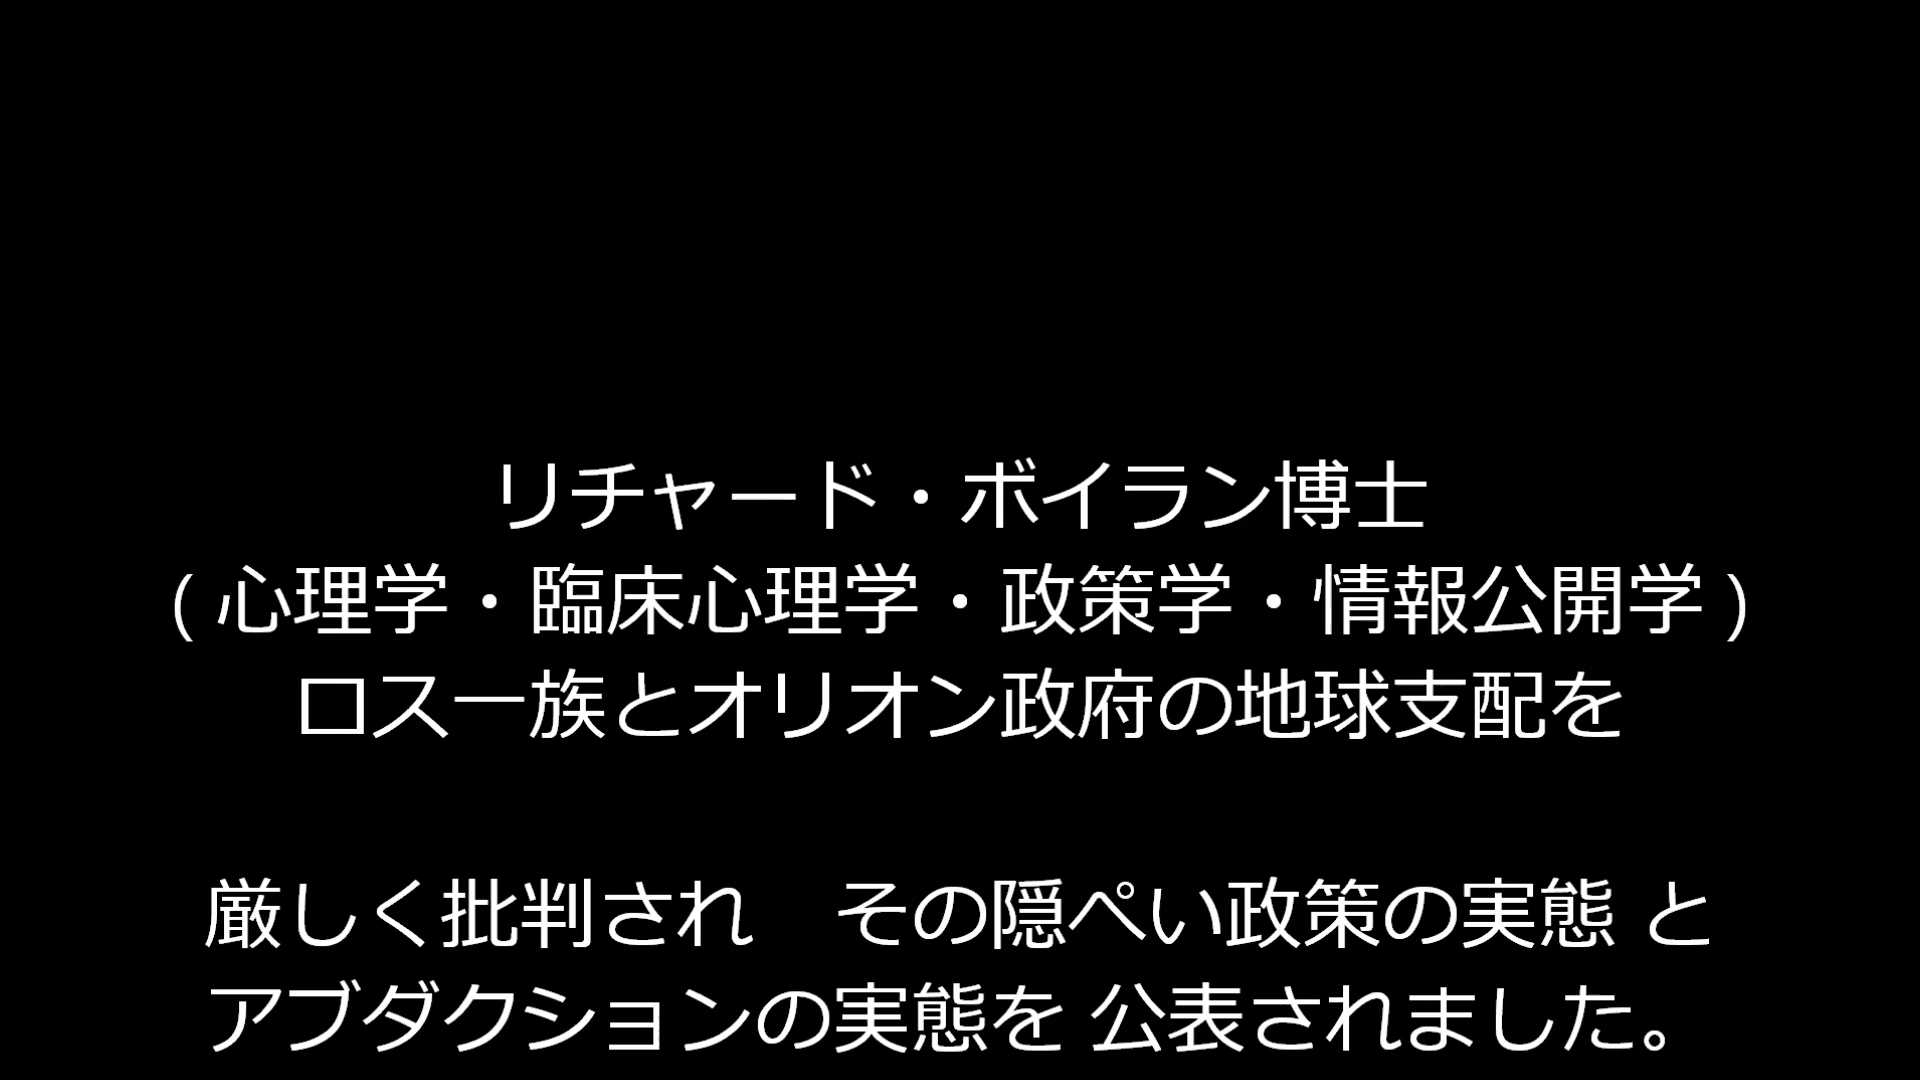 リチャード・ボイラン博士
( 心理学・臨床心理学・政策学・情報公開学 )
ロス一族とオリオン政府の地球支配を
厳しく批判され　その隠ぺい政策の実態 と
アブダクションの実態を 公表されました。